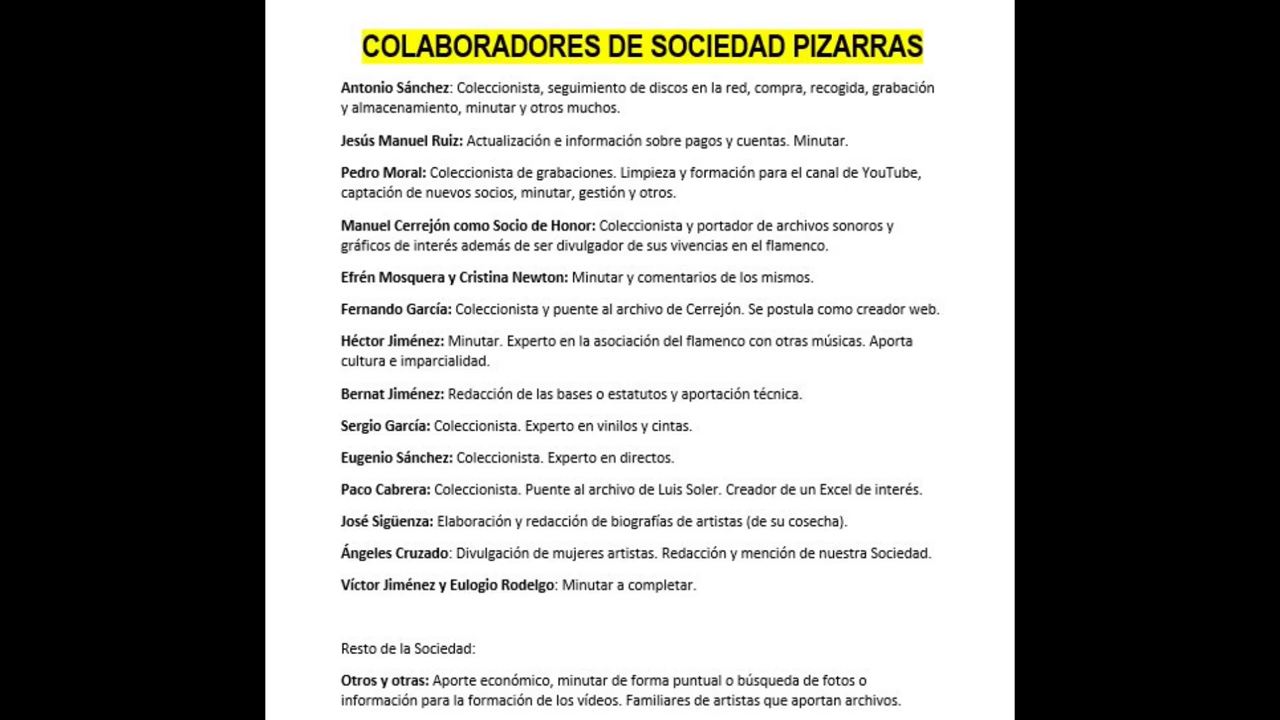 COLABORADORES DE SOCIEDAD PIZARRAS
Antonio Sánchez: Coleccionista, seguimiento de discos en la red, compra, recogida, grabación
y almacenamiento, minutar y otros muchos.
Jesús Manuel Ruiz: Actualización e información sobre pagos y cuentas. Minutar.
Pedro Moral: Coleccionista de grabaciones. Limpieza y formación para el canal de YouTube,
captación de nuevos socios, minutar, gestión y otros.
Manuel Cerrejón como Socio de Honor: Coleccionista y portador de archivos sonoros y
gráficos de interés además de ser divulgador de sus vivencias en el flamenco.
Efrén Mosquera y Cristina Newton: Minutar y comentarios de los mismos.
Fernando García: Coleccionista y puente al archivo de Cerrejón. Se postula como creador web.
Héctor Jiménez: Minutar. Experto en la asociación del flamenco con otras músicas. Aporta
cultura e imparcialidad.
Bernat Jiménez: Redacción de las bases o estatutos y aportación técnica.
Sergio García: Coleccionista. Experto en vinilos y cintas.
Eugenio Sánchez: Coleccionista. Experto en directos.
Paco Cabrera: Coleccionista. Puente al archivo de Luis Soler. Creador de un Excel de interés.
José Sigüenza: Elaboración y redacción de biografías de artistas (de su cosecha).
Ángeles Cruzado: Divulgación de mujeres artistas. Redacción y mención de nuestra Sociedad.
Víctor Jiménez y Eulogio Rodelgo: Minutar a completar.
Resto de la Sociedad:
Otros y otras: Aporte económico, minutar de forma puntual o búsqueda de fotos o
información para la formación de los vídeos. Familiares de artistas que aportan archivos.